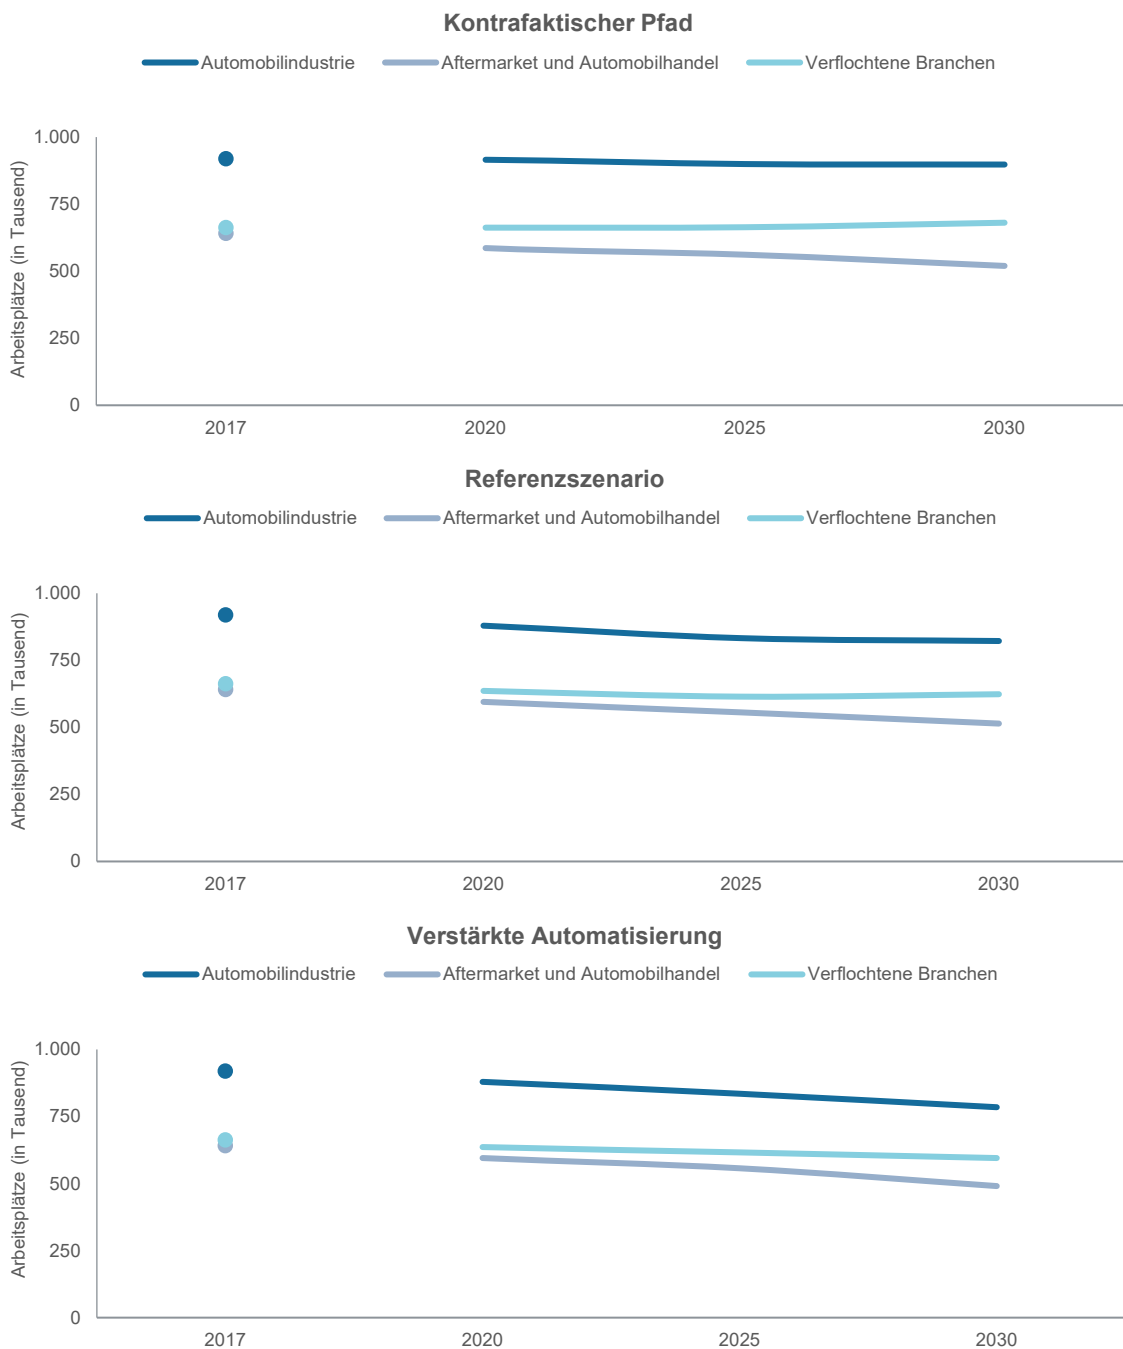 Kontrafaktischer Pfad
Automobilindustrie Aftermarket und Automobilhandel Verflochtene Branchen
Arbeitsplätze (in Tausend)
1.000
750
500
250
0
2017 2020 2025 2030
Referenzszenario
Automobilindustrie Aftermarket und Automobilhandel Verflochtene Branchen
Arbeitsplätze (in Tausend)
1.000
750
500
250
0
2017 2020 2025 2030
Verstärkte Automatisierung
Automobilindustrie Aftermarket und Automobilhandel Verflochtene Branchen
Arbeitsplätze (in Tausend)
1.000
750
500
250
0
2017 2020 2025 2030